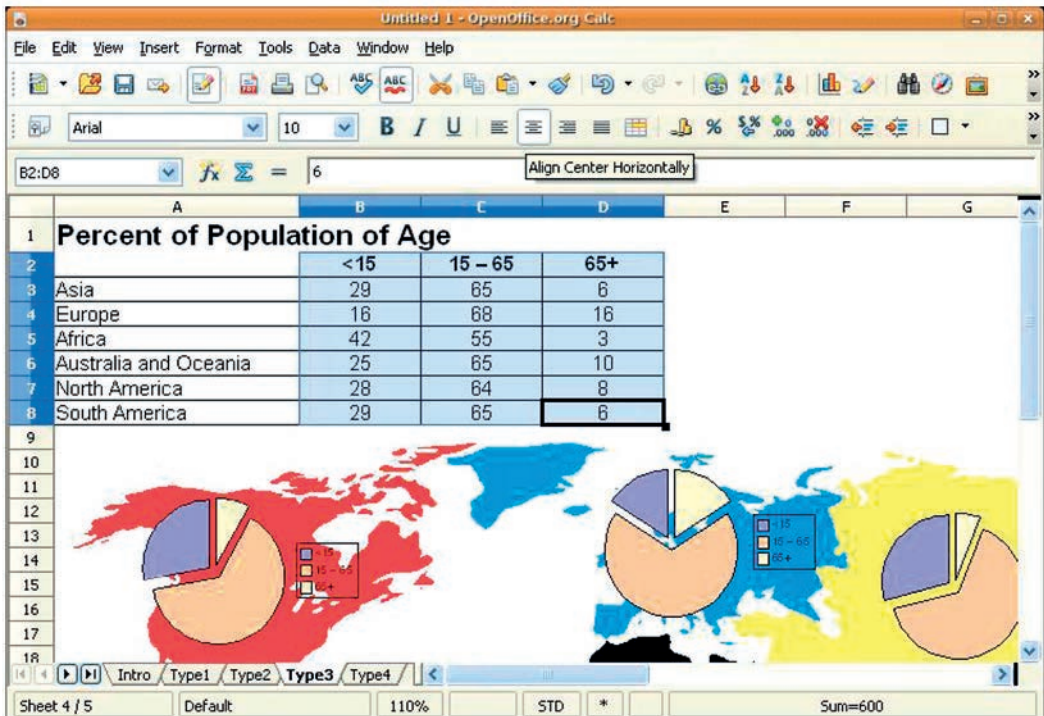 Untitled 1 - OpenOffice.org Calc
File Edit View Insert Format Tools Data Window Help
ABC ABC
Arial 10 B I U
B2:D8 6
Align Center Horizontally
A B C D E F G
1 Percent of Population of Age
2 <15 15 – 65 65+
3 Asia 29 65 6
4 Europe 16 68 16
5 Africa 42 55 3
6 Australia and Oceania 25 65 10
7 North America 28 64 8
8 South America 29 65 6
9
10
11
12
13
14
15
16
17
18
<15
15 – 65
65+
<15
15 – 65
65+
Intro Type1 Type2 Type3 Type4
Sheet 4 / 5 Default 110% STD * Sum=600